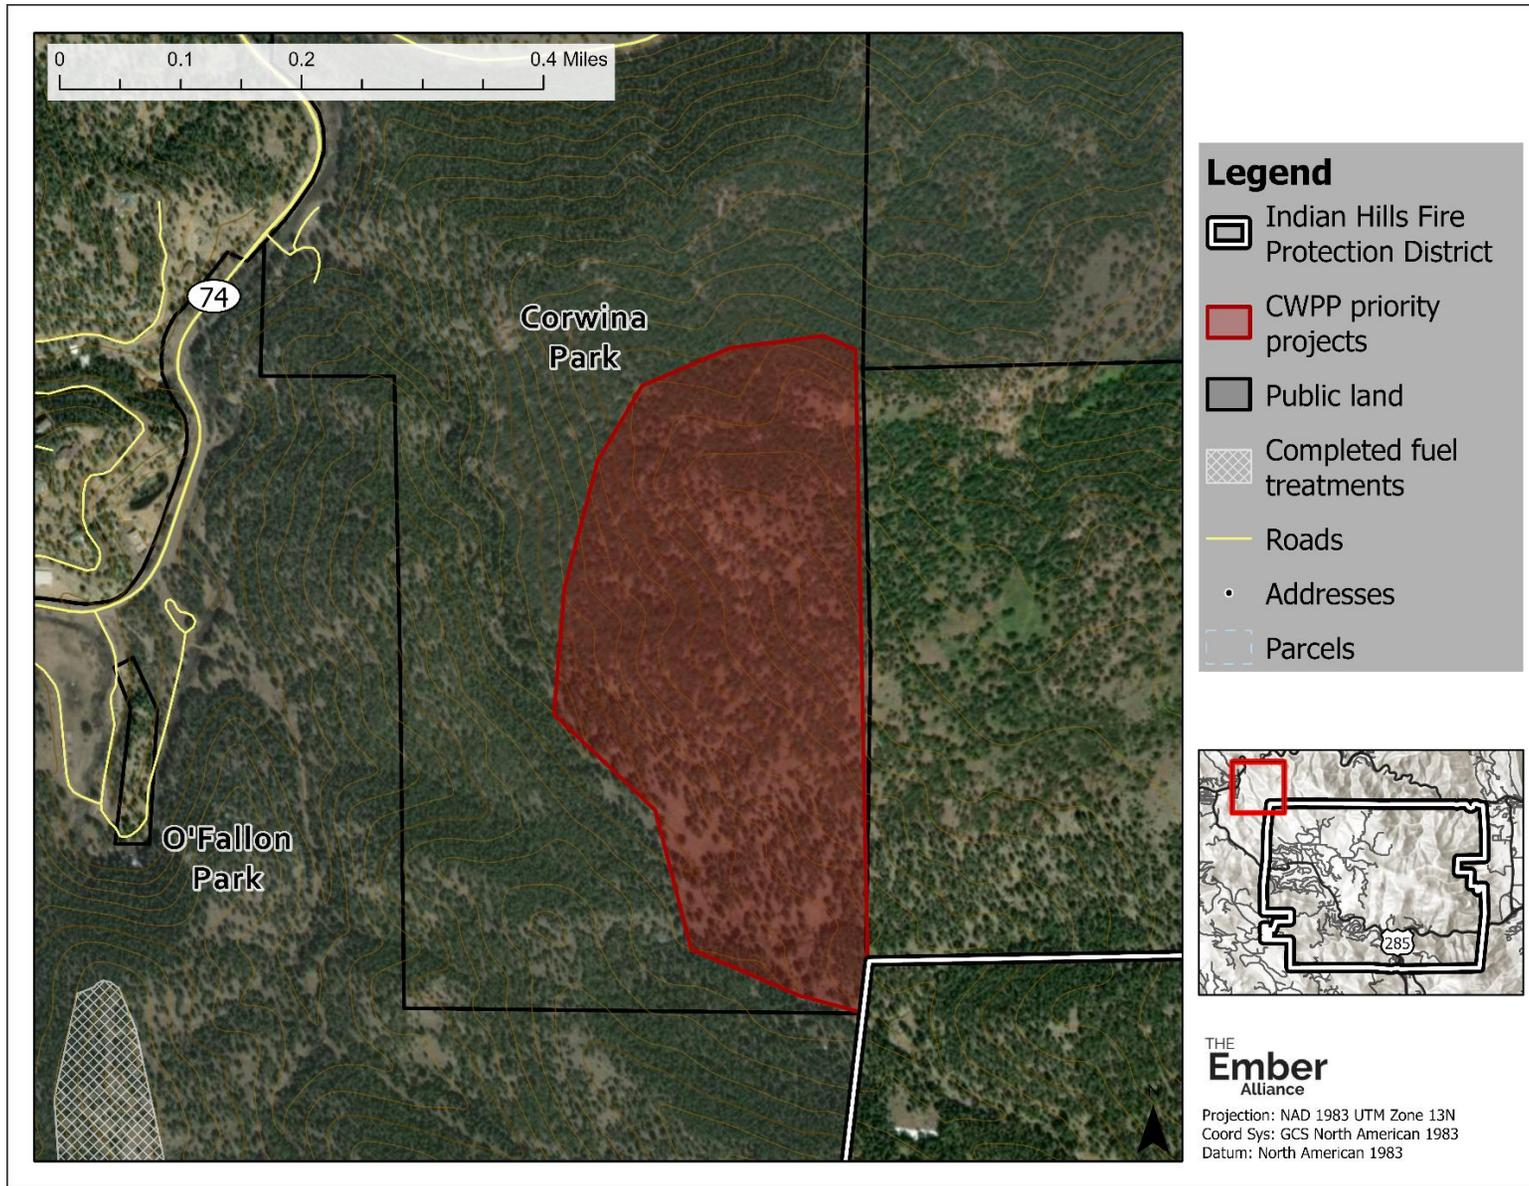 0 0.1 0.2 0.4 Miles
74
Corwina
Park
O'Fallon
Park
N
Legend
Indian Hills Fire
Protection District
CWPP priority
projects
Public land
Completed fuel
treatments
Roads
Addresses
Parcels
285
THE
Ember
Alliance
Projection: NAD 1983 UTM Zone 13N
Coord Sys: GCS North American 1983
Datum: North American 1983